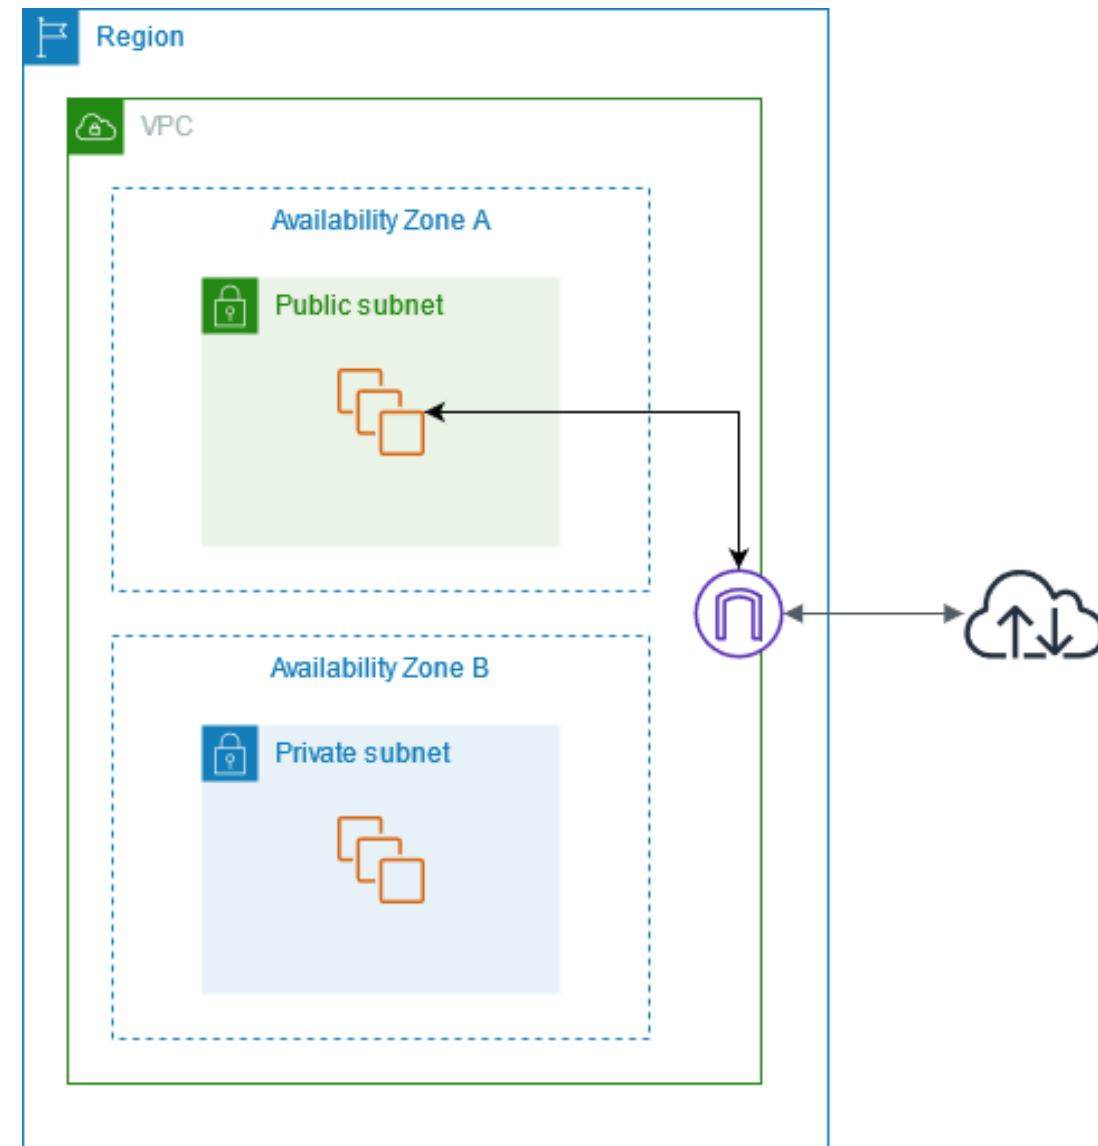 Region
VPC
Availability Zone A
Public subnet
Availability Zone B
Private subnet